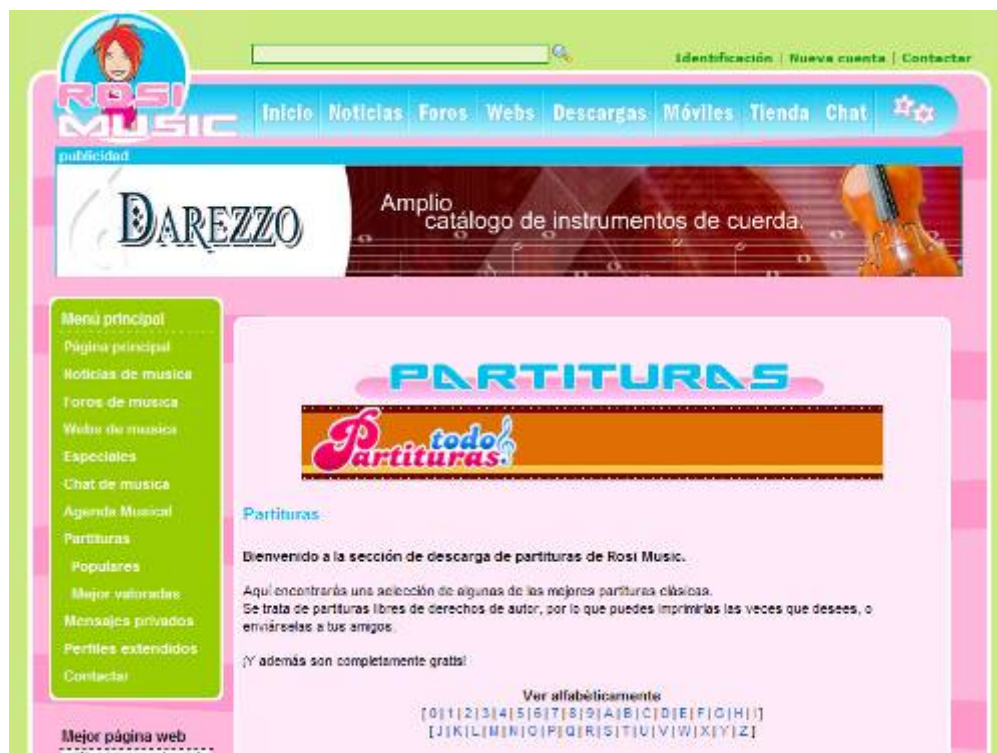 Identificación | Nueva cuenta | Contactar
ROSI
MUSIC
Inicio Noticias Foros Webs Descargas Móviles Tienda Chat
publicidad
DAREZZO
Amplio
catálogo de instrumentos de cuerda.
Menú principal
Página principal
Noticias de musica
Foros de musica
Webs de musica
Especiales
Chat de musica
Agenda Musical
Partituras
Populares
Mejor valoradas
Mensajes privados
Perfiles extendidos
Contactar
Mejor página web
PARTITURAS
todo
Partituras
Partituras
Bienvenido a la sección de descarga de partituras de Rosi Music.
Aquí encontrarás una selección de algunas de las mejores partituras clásicas.
Se trata de partituras libres de derechos de autor, por lo que puedes imprimirlas las veces que desees, o
enviárselas a tus amigos.
¡Y además son completamente gratis!
Ver alfabéticamente
[ 0 | 1 | 2 | 3 | 4 | 5 | 6 | 7 | 8 | 9 | A | B | C | D | E | F | G | H | I ]
[ J | K | L | M | N | O | P | Q | R | S | T | U | V | W | X | Y | Z ]